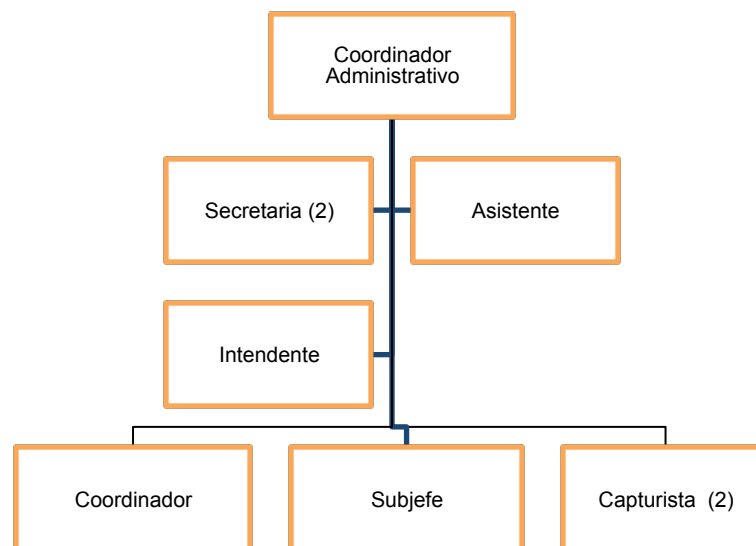 Coordinador
Administrativo
Secretaria (2)
Asistente
Intendente
Coordinador
Subjefe
Capturista  (2)